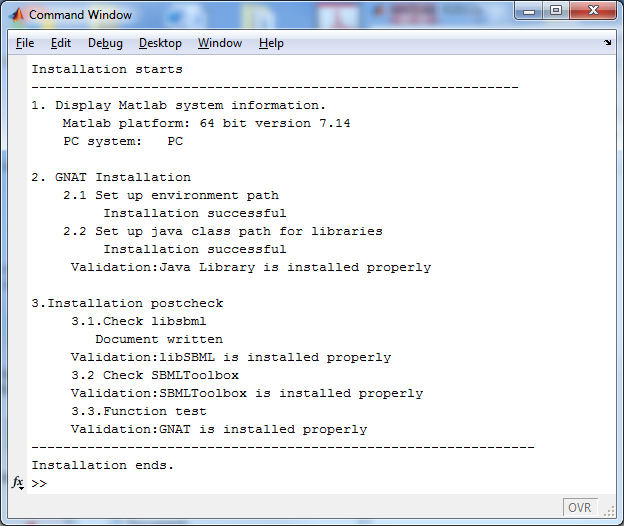 Command Window
File Edit Debug Desktop Window Help
Installation starts
-------------------------------------------------------------
1. Display Matlab system information.
Matlab platform: 64 bit version 7.14
PC system: PC
2. GNAT Installation
2.1 Set up environment path
Installation successful
2.2 Set up java class path for libraries
Installation successful
Validation:Java Library is installed properly
3.Installation postcheck
3.1.Check libsbml
Document written
Validation:libSBML is installed properly
3.2 Check SBMLToolbox
Validation:SBMLToolbox is installed properly
3.3.Function test
Validation:GNAT is installed properly
---------------------------------------------------------------
Installation ends.
fx >>
OVR